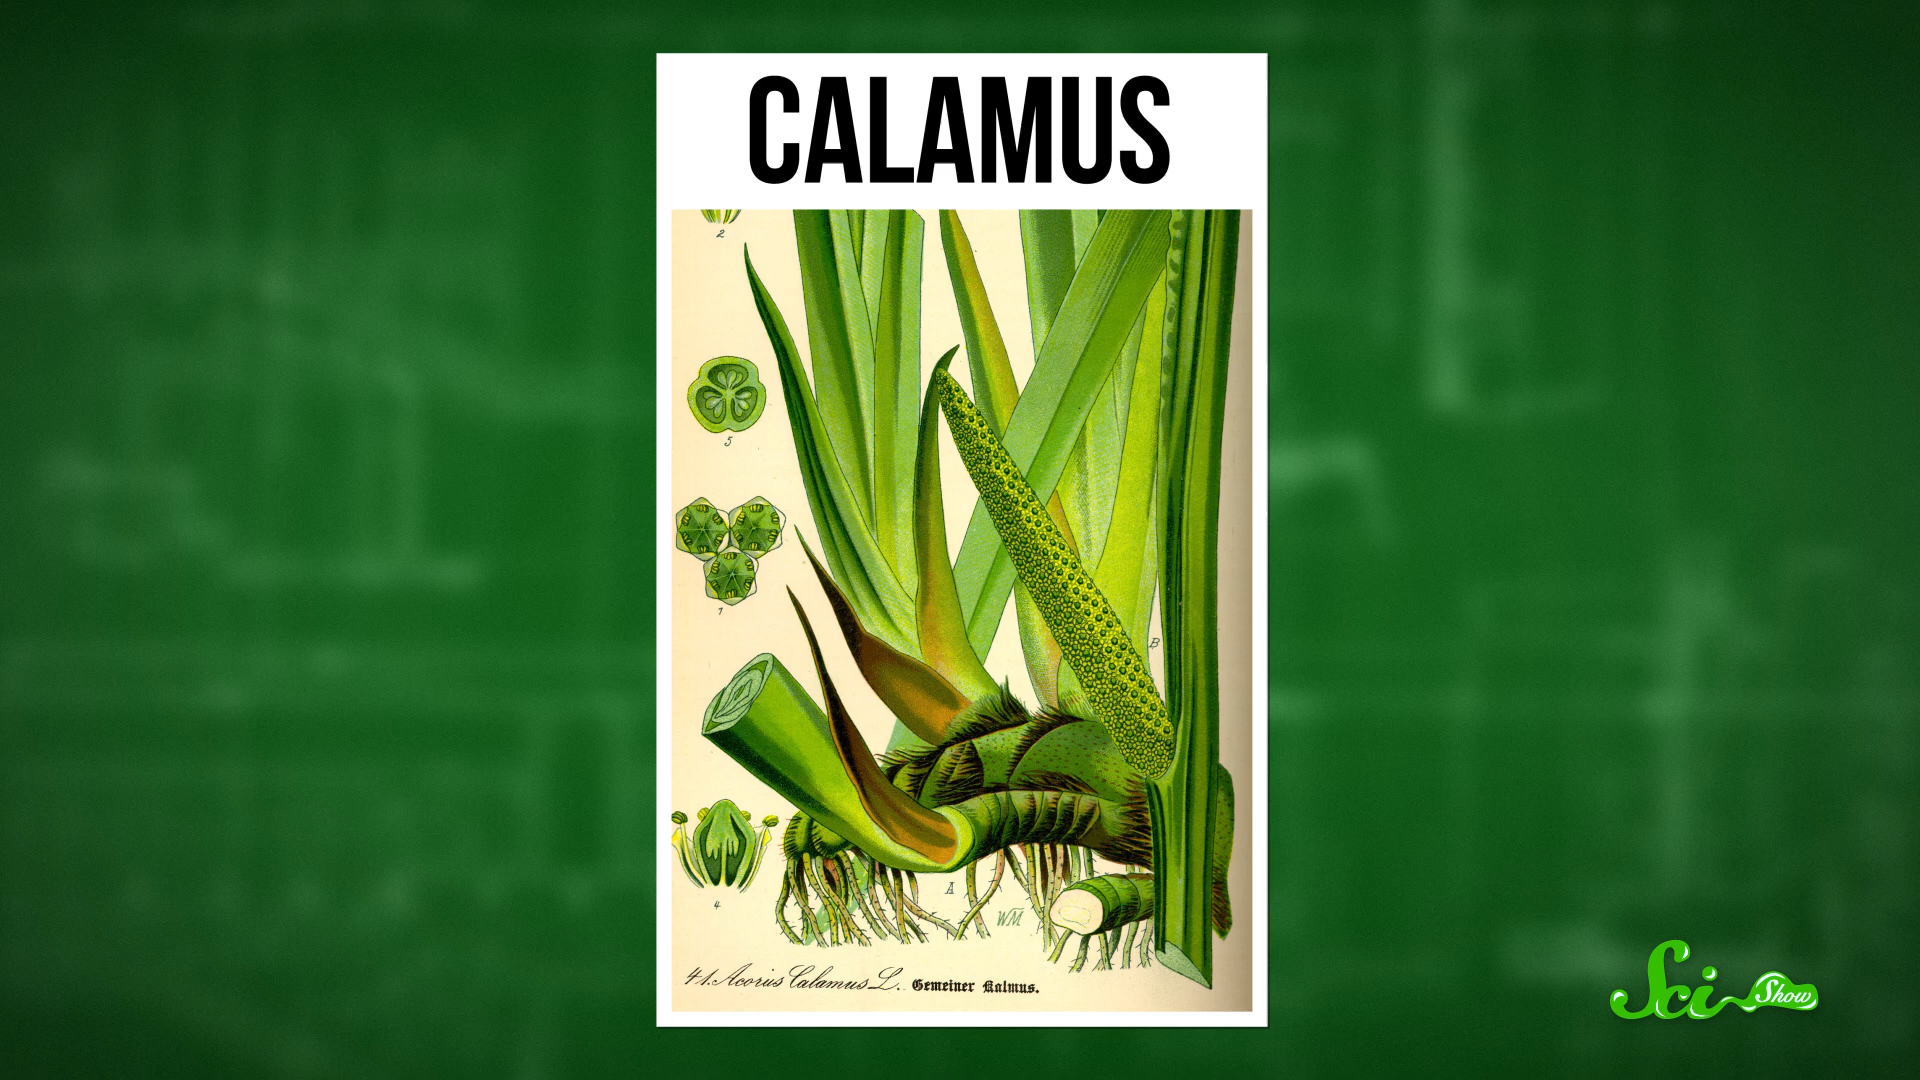 CALAMUS
2
5
1
B
4
A
WM
41. Acorus Calamus L. Gemeiner Kalmus.
Sci Show